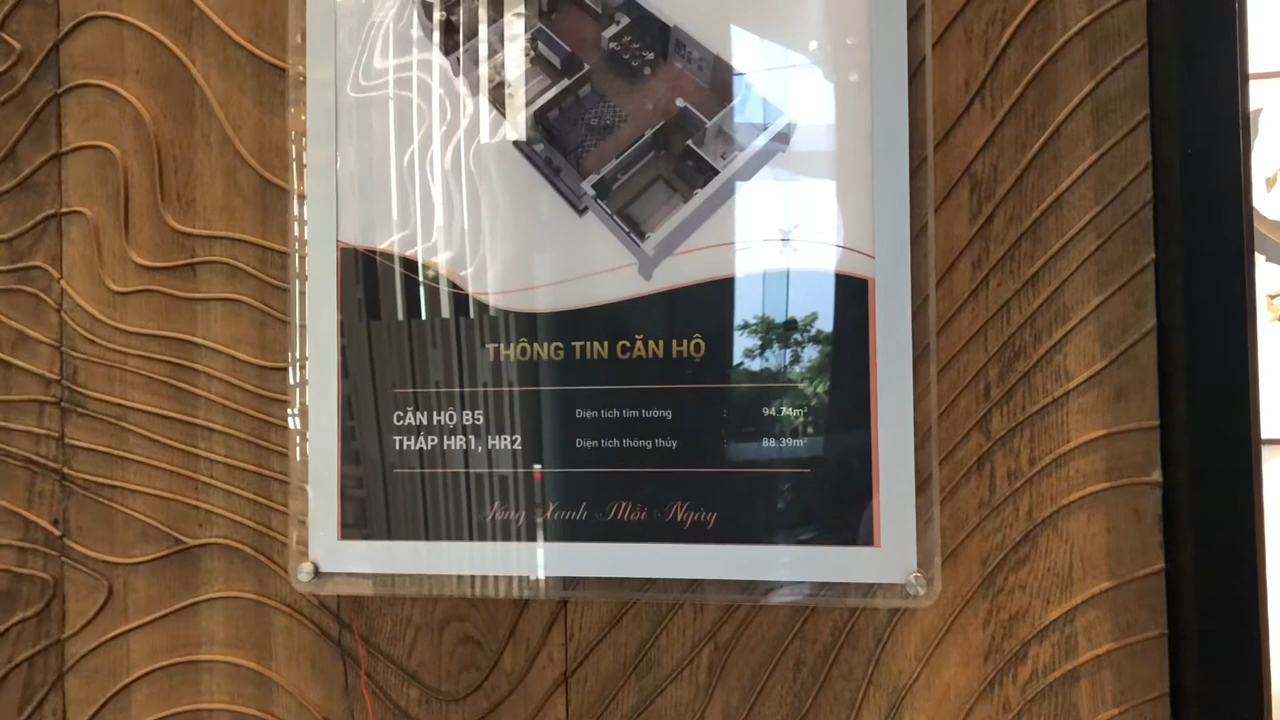 THÔNG TIN CĂN HỘ
CĂN HỘ B5
THÁP HR1, HR2
Diện tích tim tường : 94.74m²
Diện tích thông thủy : 88.39m²
Sống Xanh Mỗi Ngày